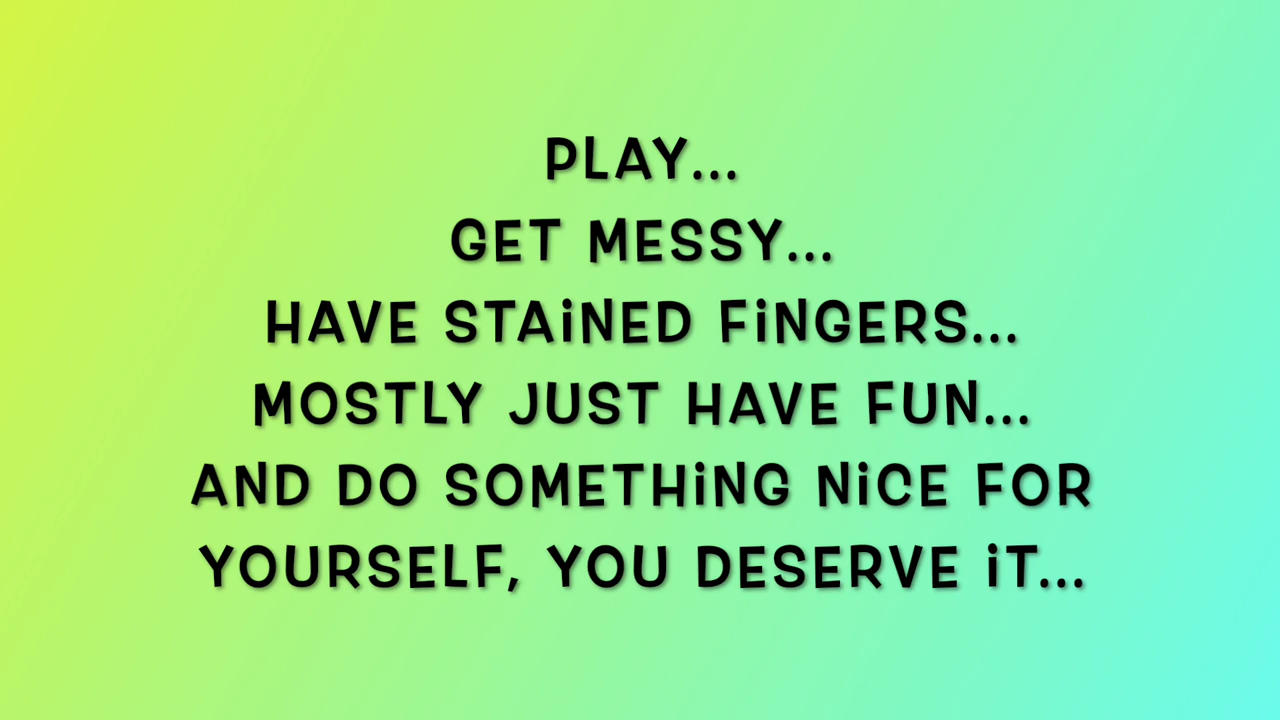 PLAY...
GET MESSY...
HAVE STAiNED FiNGERS...
MOSTLY JUST HAVE FUN...
AND DO SOMETHiNG NiCE FOR
YOURSELF, YOU DESERVE iT...